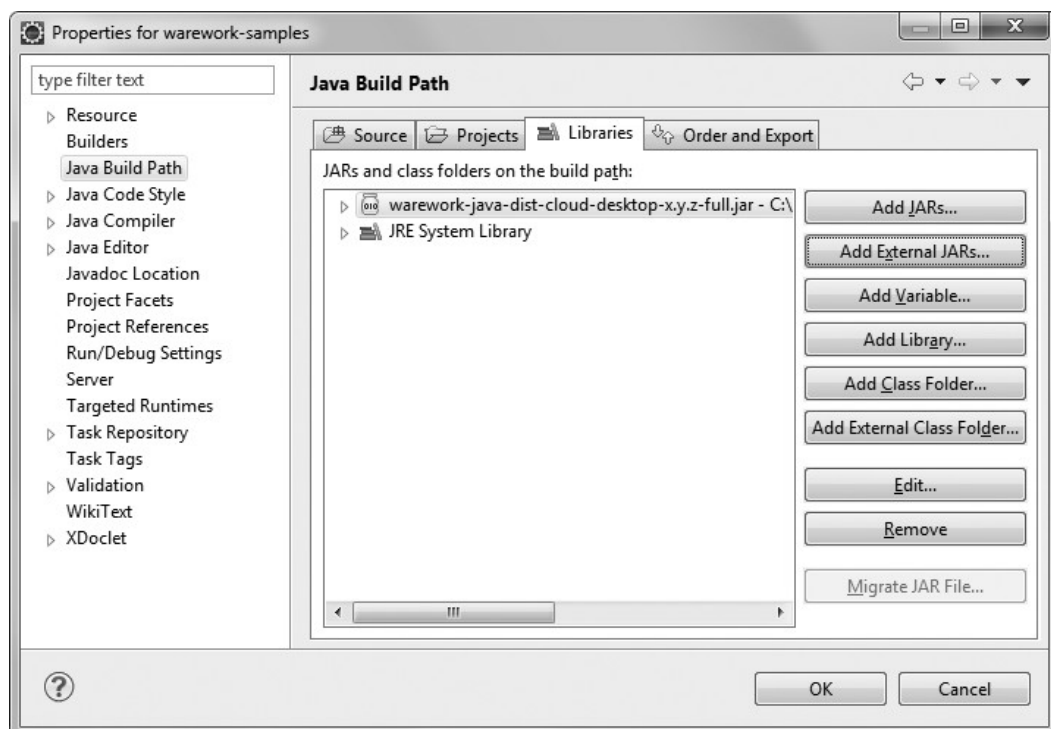 Properties for warework-samples
type filter text
Resource
Builders
Java Build Path
Java Code Style
Java Compiler
Java Editor
Javadoc Location
Project Facets
Project References
Run/Debug Settings
Server
Targeted Runtimes
Task Repository
Task Tags
Validation
WikiText
XDoclet
Java Build Path
Source Projects Libraries Order and Export
JARs and class folders on the build path:
warework-java-dist-cloud-desktop-x.y.z-full.jar - C:\
JRE System Library
Add JARs...
Add External JARs...
Add Variable...
Add Library...
Add Class Folder...
Add External Class Folder...
Edit...
Remove
Migrate JAR File...
OK Cancel